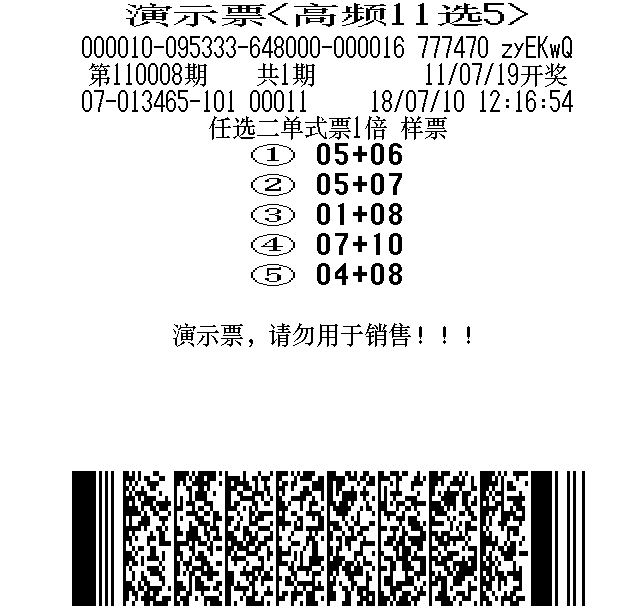 演示票<高频11选5>
000010-095333-648000-000016 777470 zyEKwQ
第110008期 共1期 11/07/19开奖
07-013465-101 00011 18/07/10 12:16:54
任选二单式票1倍 样票
① 05+06
② 05+07
③ 01+08
④ 07+10
⑤ 04+08
演示票，请勿用于销售！！！